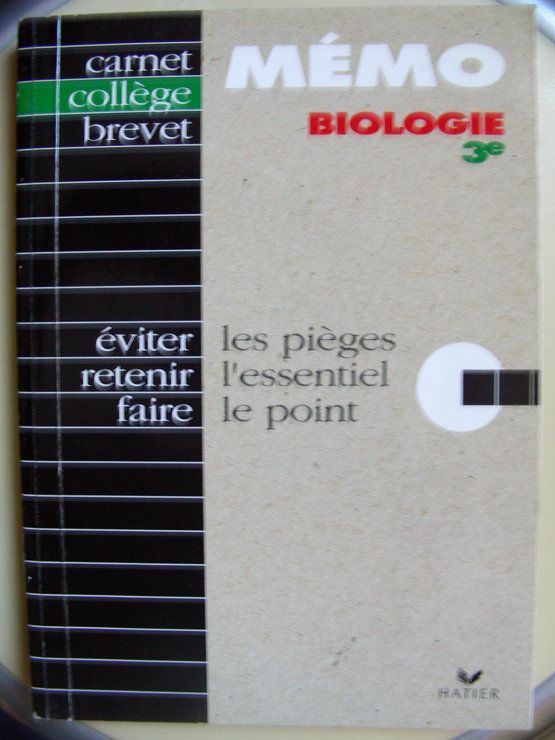 carnet
collège
brevet
MÉMO
BIOLOGIE
3e
éviter les pièges
retenir l'essentiel
faire le point
HATIER